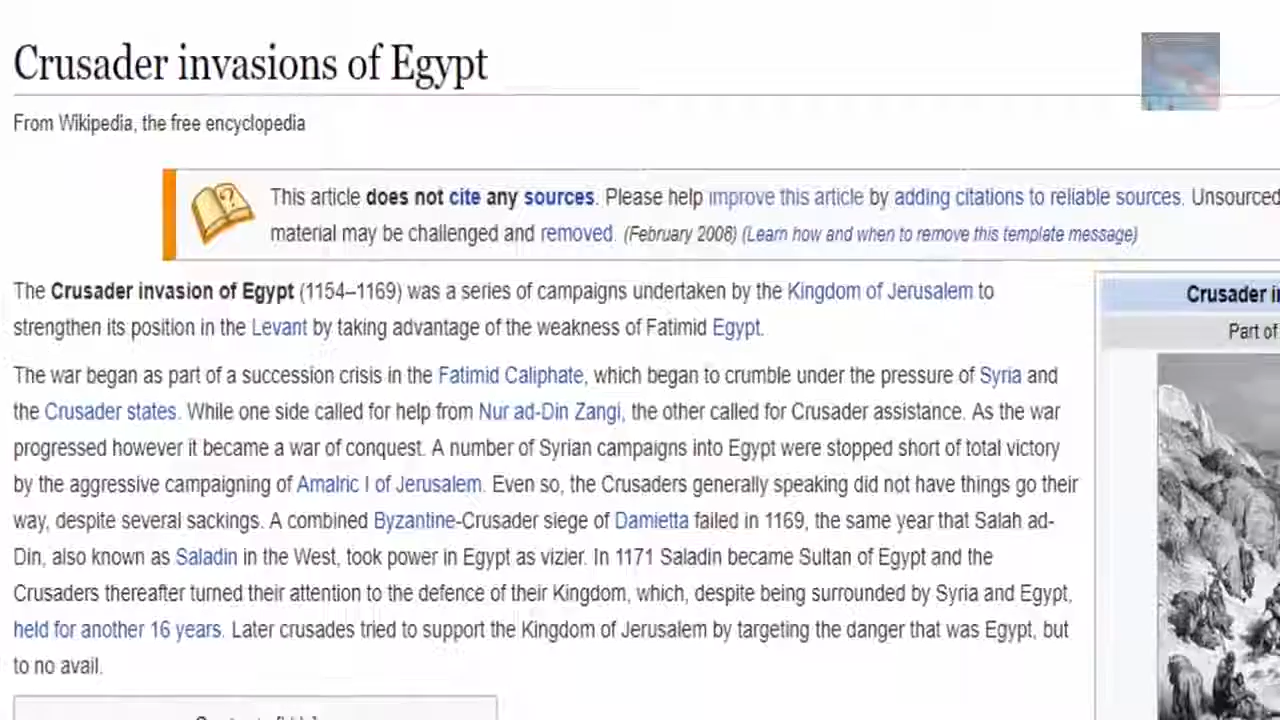 Crusader invasions of Egypt
From Wikipedia, the free encyclopedia
This article does not cite any sources. Please help improve this article by adding citations to reliable sources. Unsourced
material may be challenged and removed. (February 2008) (Learn how and when to remove this template message)
The Crusader invasion of Egypt (1154–1169) was a series of campaigns undertaken by the Kingdom of Jerusalem to
strengthen its position in the Levant by taking advantage of the weakness of Fatimid Egypt.
Crusader
Part of
The war began as part of a succession crisis in the Fatimid Caliphate, which began to crumble under the pressure of Syria and
the Crusader states. While one side called for help from Nur ad-Din Zangi, the other called for Crusader assistance. As the war
progressed however it became a war of conquest. A number of Syrian campaigns into Egypt were stopped short of total victory
by the aggressive campaigning of Amalric I of Jerusalem. Even so, the Crusaders generally speaking did not have things go their
way, despite several sackings. A combined Byzantine-Crusader siege of Damietta failed in 1169, the same year that Salah ad-
Din, also known as Saladin in the West, took power in Egypt as vizier. In 1171 Saladin became Sultan of Egypt and the
Crusaders thereafter turned their attention to the defence of their Kingdom, which, despite being surrounded by Syria and Egypt,
held for another 16 years. Later crusades tried to support the Kingdom of Jerusalem by targeting the danger that was Egypt, but
to no avail.